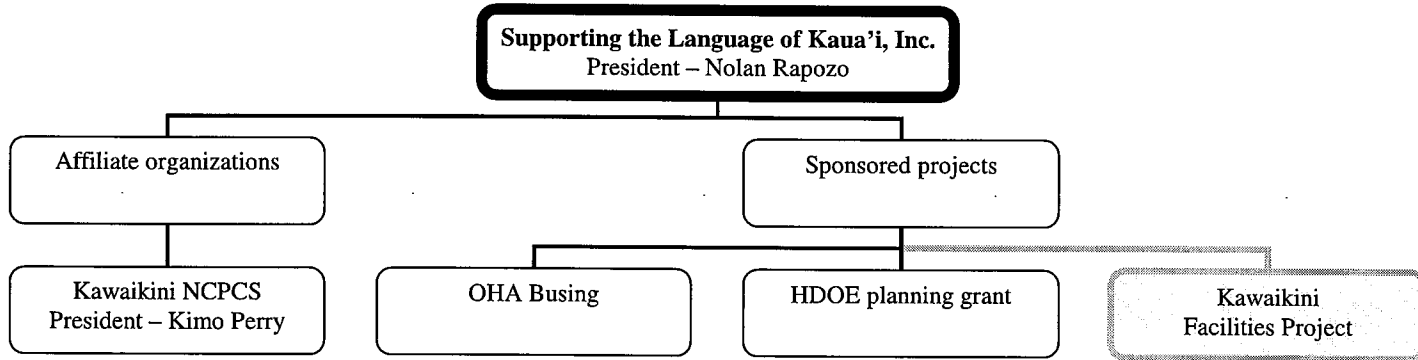 Supporting the Language of Kaua'i, Inc.
President – Nolan Rapozo
Affiliate organizations
Sponsored projects
Kawaikini NCPCS
President – Kimo Perry
OHA Busing
HDOE planning grant
Kawaikini
Facilities Project